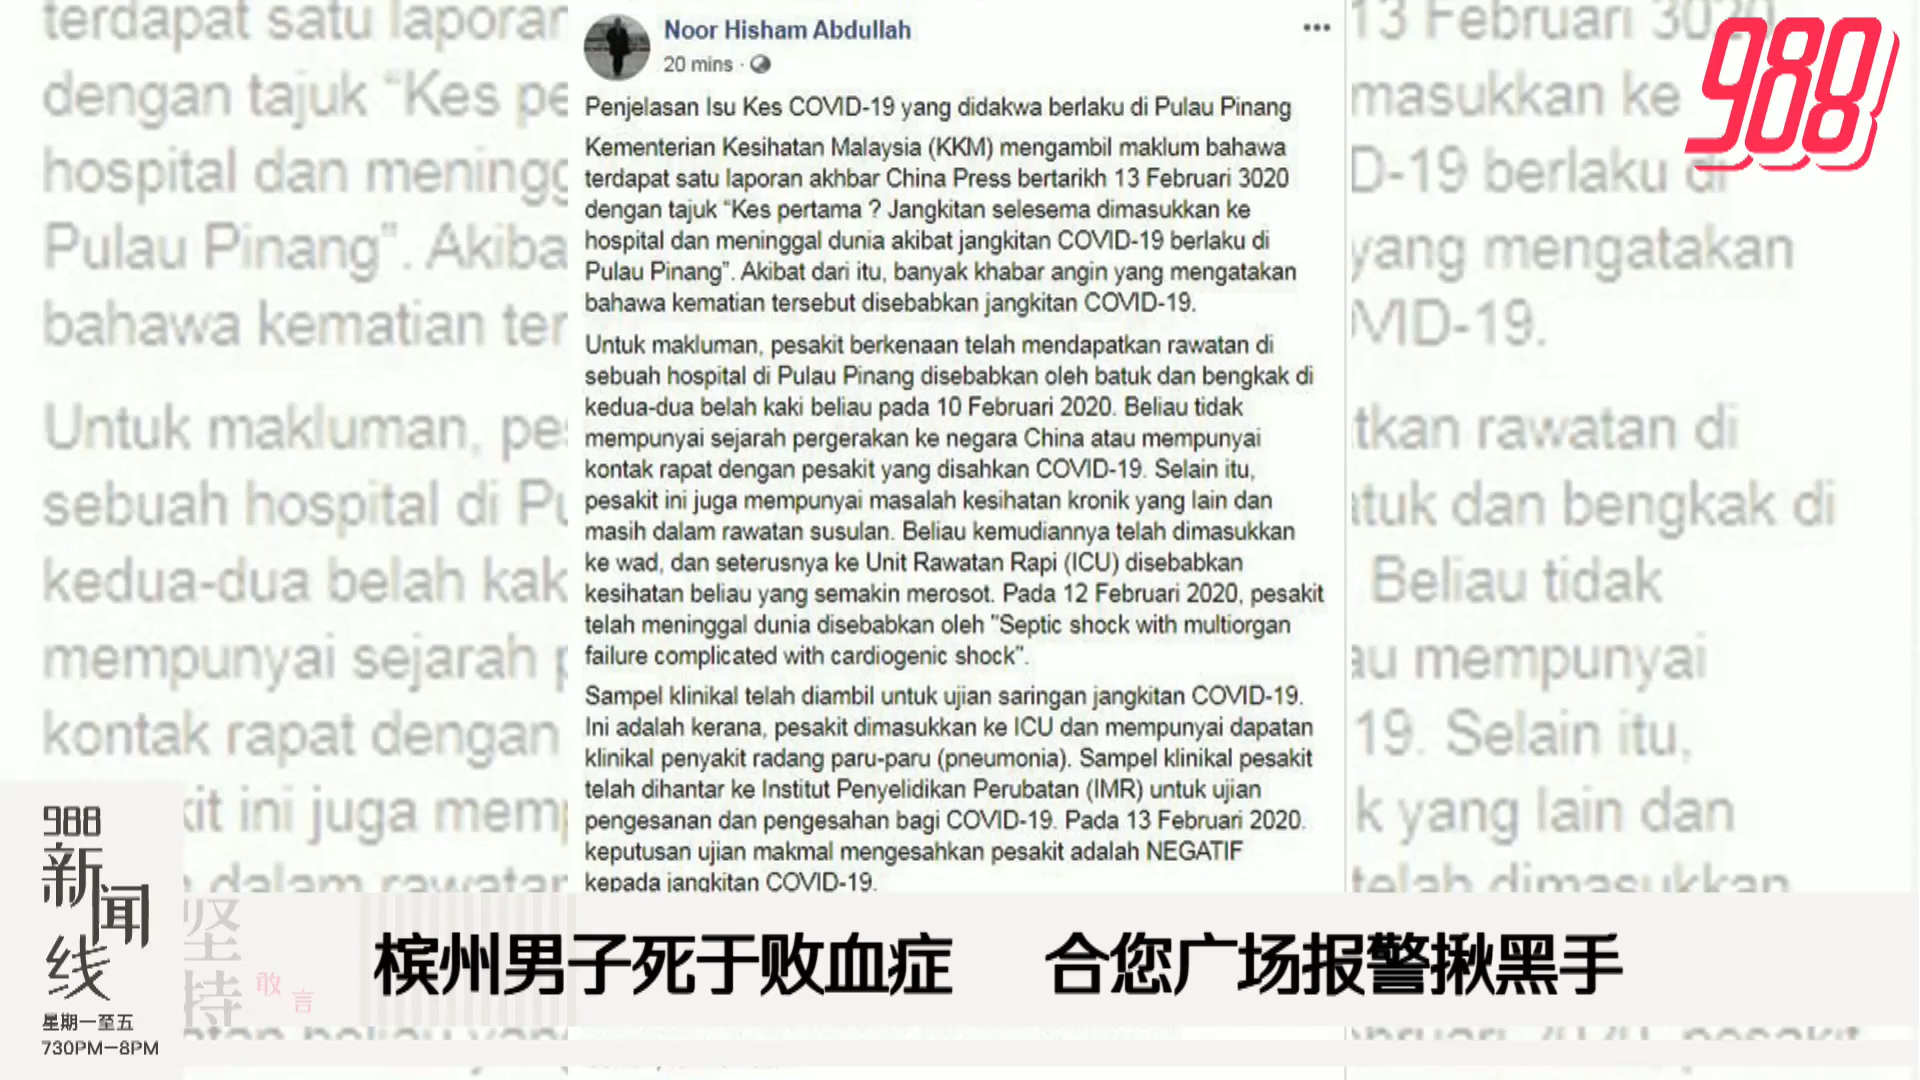 Noor Hisham Abdullah
20 mins
Penjelasan Isu Kes COVID-19 yang didakwa berlaku di Pulau Pinang
Kementerian Kesihatan Malaysia (KKM) mengambil maklum bahawa
terdapat satu laporan akhbar China Press bertarikh 13 Februari 3020
dengan tajuk “Kes pertama ? Jangkitan selesema dimasukkan ke
hospital dan meninggal dunia akibat jangkitan COVID-19 berlaku di
Pulau Pinang”. Akibat dari itu, banyak khabar angin yang mengatakan
bahawa kematian tersebut disebabkan jangkitan COVID-19.
Untuk makluman, pesakit berkenaan telah mendapatkan rawatan di
sebuah hospital di Pulau Pinang disebabkan oleh batuk dan bengkak di
kedua-dua belah kaki beliau pada 10 Februari 2020. Beliau tidak
mempunyai sejarah pergerakan ke negara China atau mempunyai
kontak rapat dengan pesakit yang disahkan COVID-19. Selain itu,
pesakit ini juga mempunyai masalah kesihatan kronik yang lain dan
masih dalam rawatan susulan. Beliau kemudiannya telah dimasukkan
ke wad, dan seterusnya ke Unit Rawatan Rapi (ICU) disebabkan
kesihatan beliau yang semakin merosot. Pada 12 Februari 2020, pesakit
telah meninggal dunia disebabkan oleh "Septic shock with multiorgan
failure complicated with cardiogenic shock”.
Sampel klinikal telah diambil untuk ujian saringan jangkitan COVID-19.
Ini adalah kerana, pesakit dimasukkan ke ICU dan mempunyai dapatan
klinikal penyakit radang paru-paru (pneumonia). Sampel klinikal pesakit
telah dihantar ke Institut Penyelidikan Perubatan (IMR) untuk ujian
pengesanan dan pengesahan bagi COVID-19. Pada 13 Februari 2020.
keputusan ujian makmal mengesahkan pesakit adalah NEGATIF
kepada jangkitan COVID-19.
988
988
新闻线
坚持
敢言
星期一至五
730PM-8PM
槟州男子死于败血症 合您广场报警揪黑手